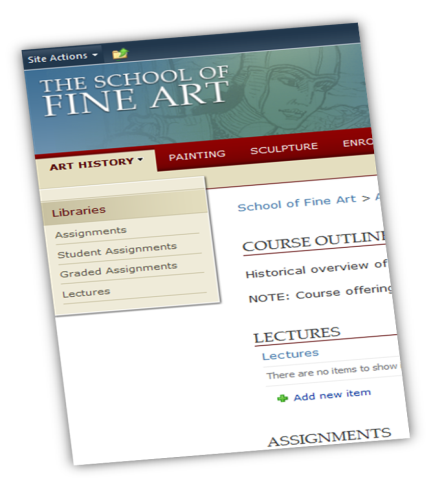 Site Actions
THE SCHOOL OF
FINE ART
ART HISTORY
PAINTING
SCULPTURE
Libraries
Assignments
Student Assignments
Graded Assignments
Lectures
School of Fine Art >
COURSE OUTLINE
Historical overview of
NOTE: Course offering
LECTURES
Lectures
There are no items to show
Add new item
ASSIGNMENTS